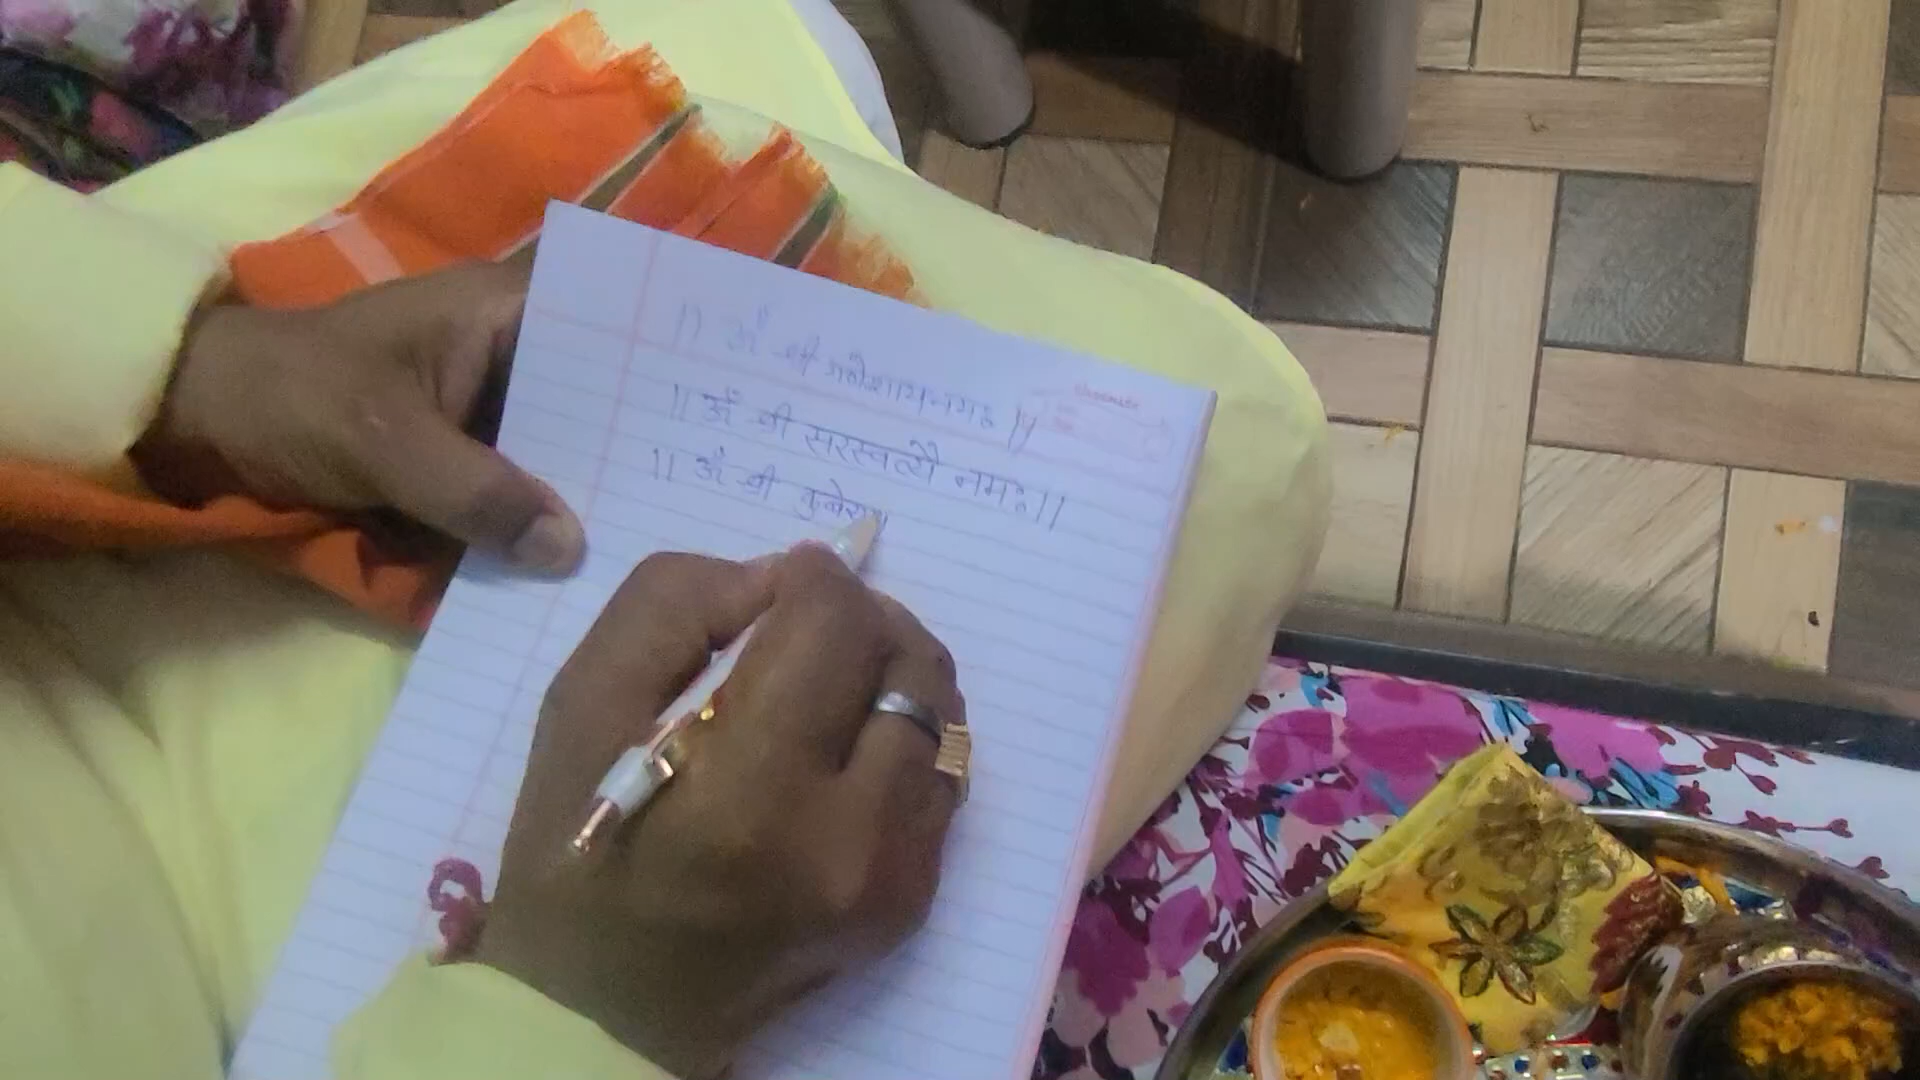 || ॐ श्री गणेशाय नमः ||
|| ॐ श्री सरस्वत्यै नमः ||
|| ॐ श्री कुबेराय